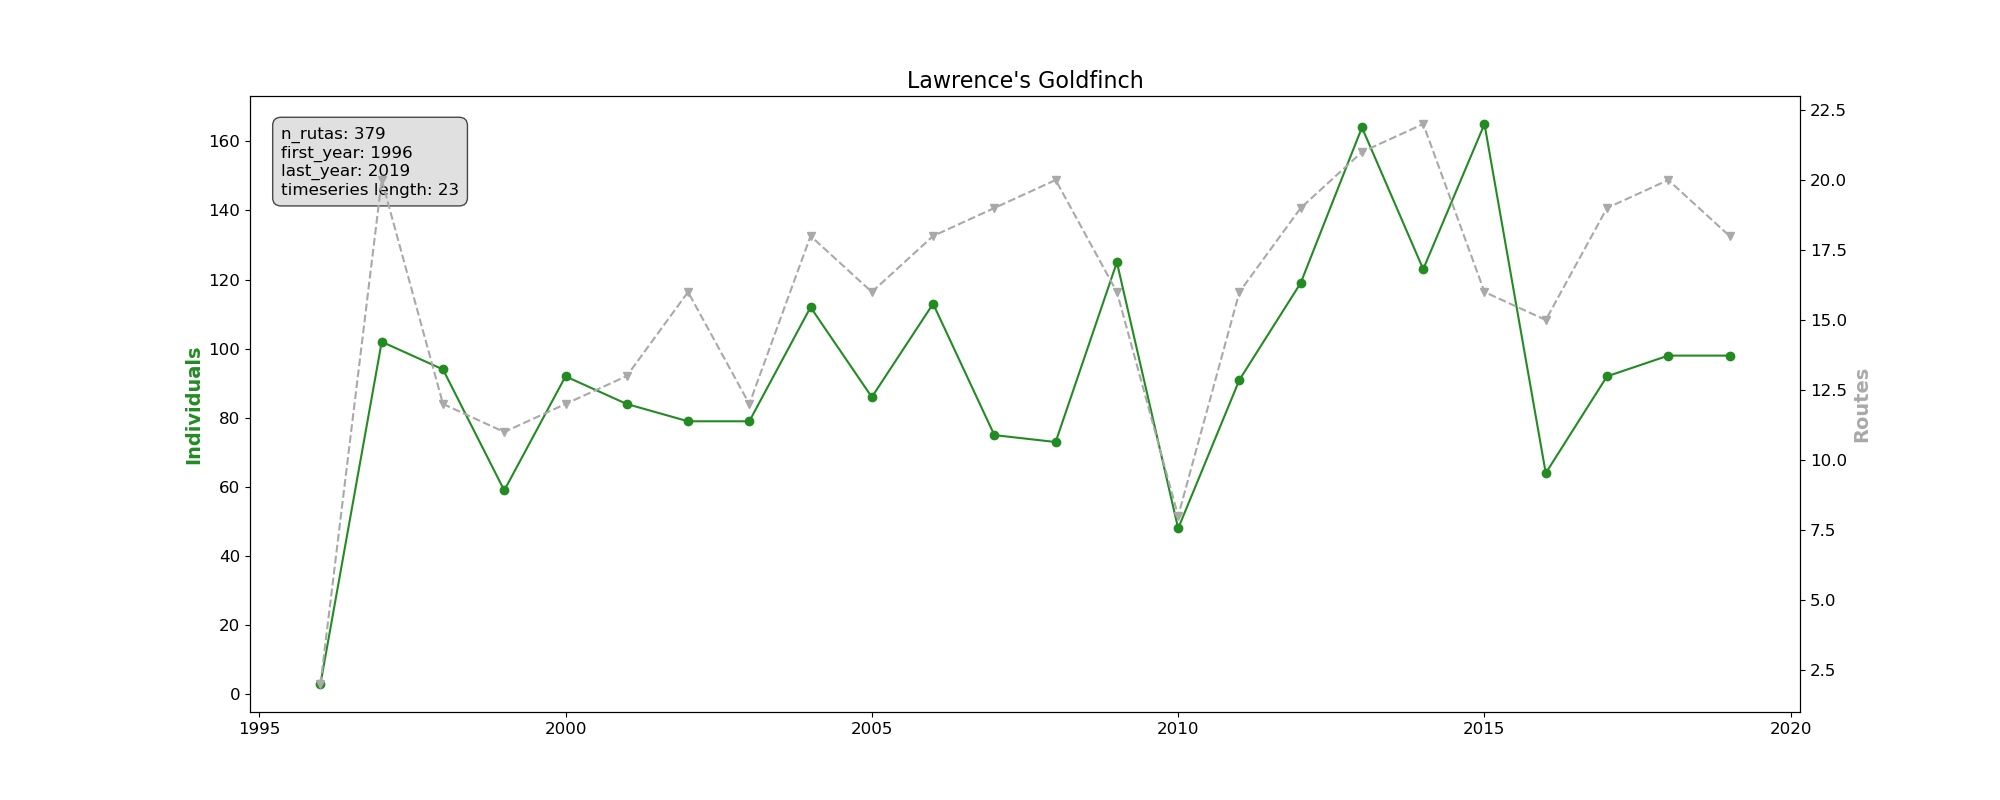 Lawrence's Goldfinch
n_rutas: 379
first_year: 1996
last_year: 2019
timeseries length: 23
Individuals
160
140
120
100
80
60
40
20
0
22.5
20.0
17.5
15.0
12.5
10.0
7.5
5.0
2.5
Routes
1995 2000 2005 2010 2015 2020